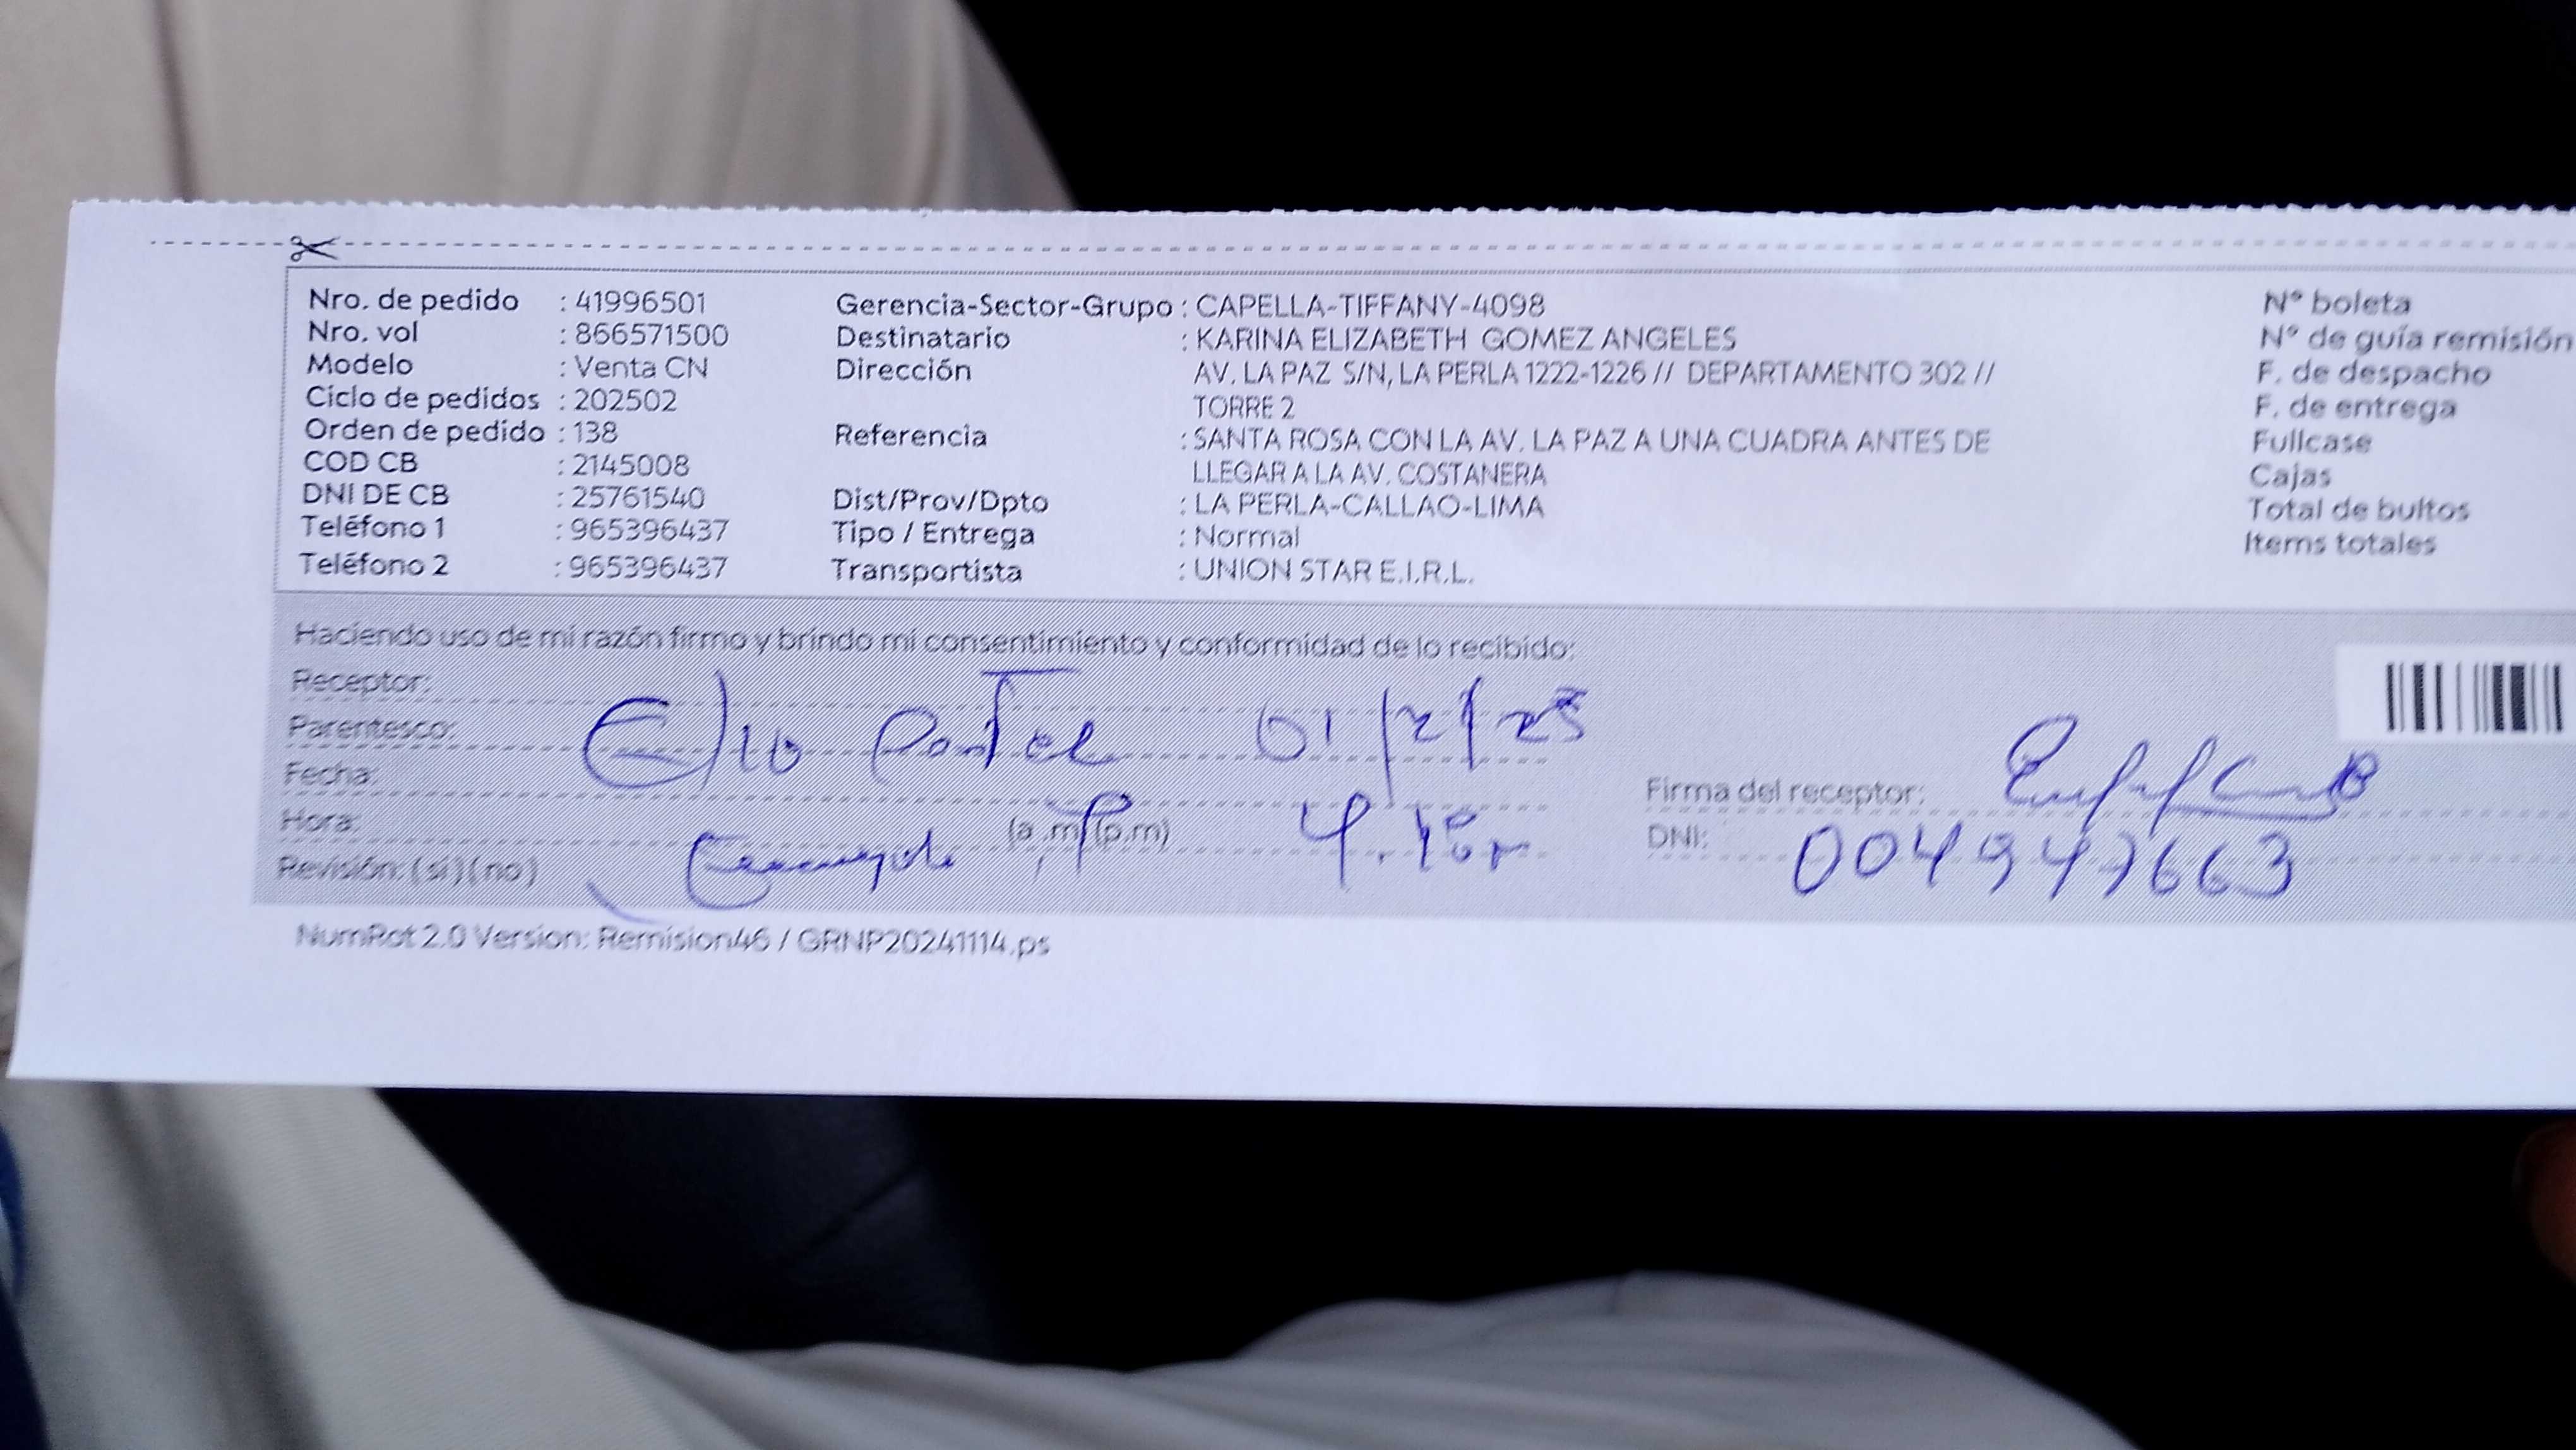 Nro. de pedido : 41996501 Gerencia-Sector-Grupo : CAPELLA-TIFFANY-4098 N° boleta
Nro. vol : 866571500 Destinatario : KARINA ELIZABETH GOMEZ ANGELES N° de guía remisión
Modelo : Venta CN Dirección AV. LA PAZ S/N, LA PERLA 1222-1226 // DEPARTAMENTO 302 // F. de despacho
Ciclo de pedidos : 202502 TORRE 2 F. de entrega
Orden de pedido : 138 Referencia : SANTA ROSA CON LA AV. LA PAZ A UNA CUADRA ANTES DE Fullcase
COD CB : 2145008 LLEGAR A LA AV. COSTANERA Cajas
DNI DE CB : 25761540 Dist/Prov/Dpto : LA PERLA-CALLAO-LIMA Total de bultos
Teléfono 1 : 965396437 Tipo / Entrega : Normal Items totales
Teléfono 2 : 965396437 Transportista : UNION STAR E.I.R.L.
Haciendo uso de mi razón firmo y brindo mi consentimiento y conformidad de lo recibido:
Receptor:
Parentesco: 01/2/25
Fecha: Firma del receptor:
Hora: (a.m) (p.m) DNI: 004947663
Revisión: (si) (no)
NumRot 2.0 Version: Remision46 / GRNP20241114.ps